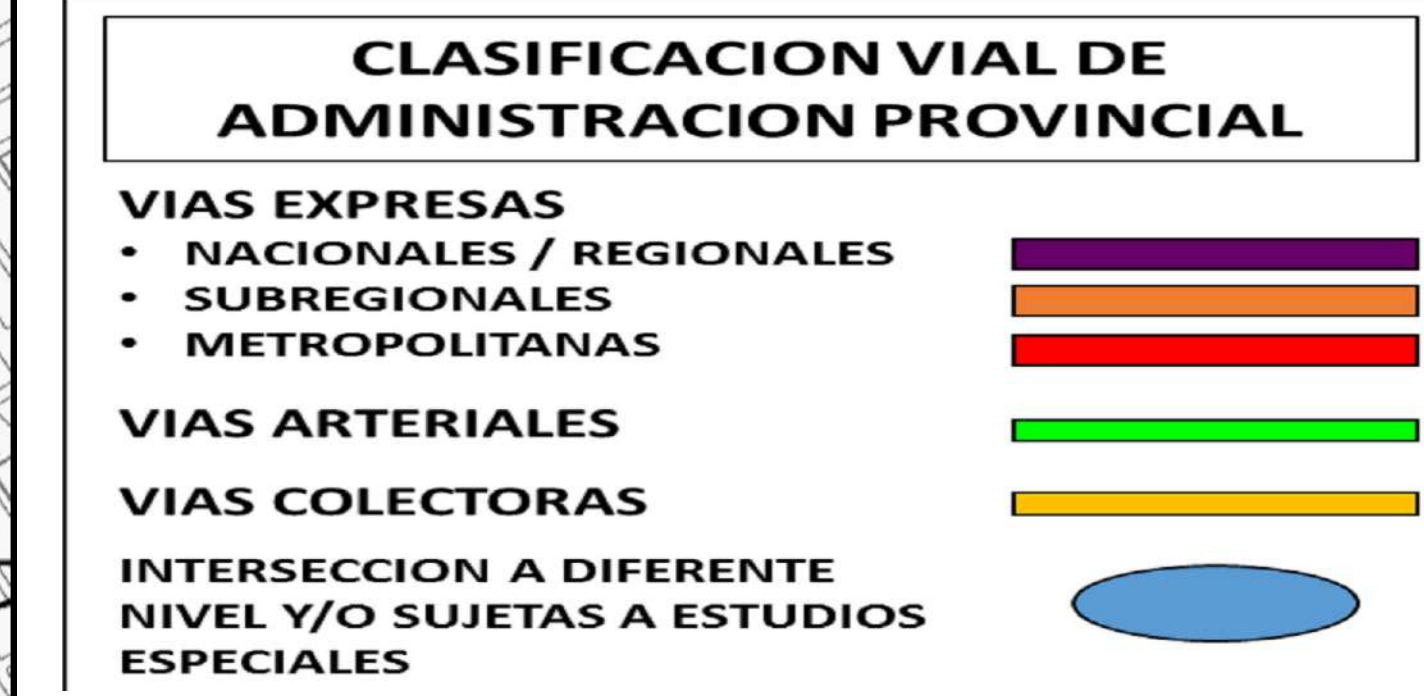 CLASIFICACION VIAL DE
ADMINISTRACION PROVINCIAL
VIAS EXPRESAS
• NACIONALES / REGIONALES
• SUBREGIONALES
• METROPOLITANAS
VIAS ARTERIALES
VIAS COLECTORAS
INTERSECCION A DIFERENTE
NIVEL Y/O SUJETAS A ESTUDIOS
ESPECIALES